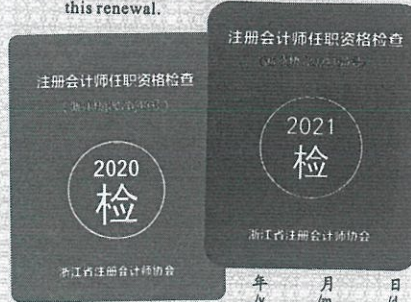 this renewal.
注册会计师任职资格检查
2020
检
浙江省注册会计师协会
注册会计师任职资格检查
2021
检
浙江省注册会计师协会
年 月 日
/y /m /d